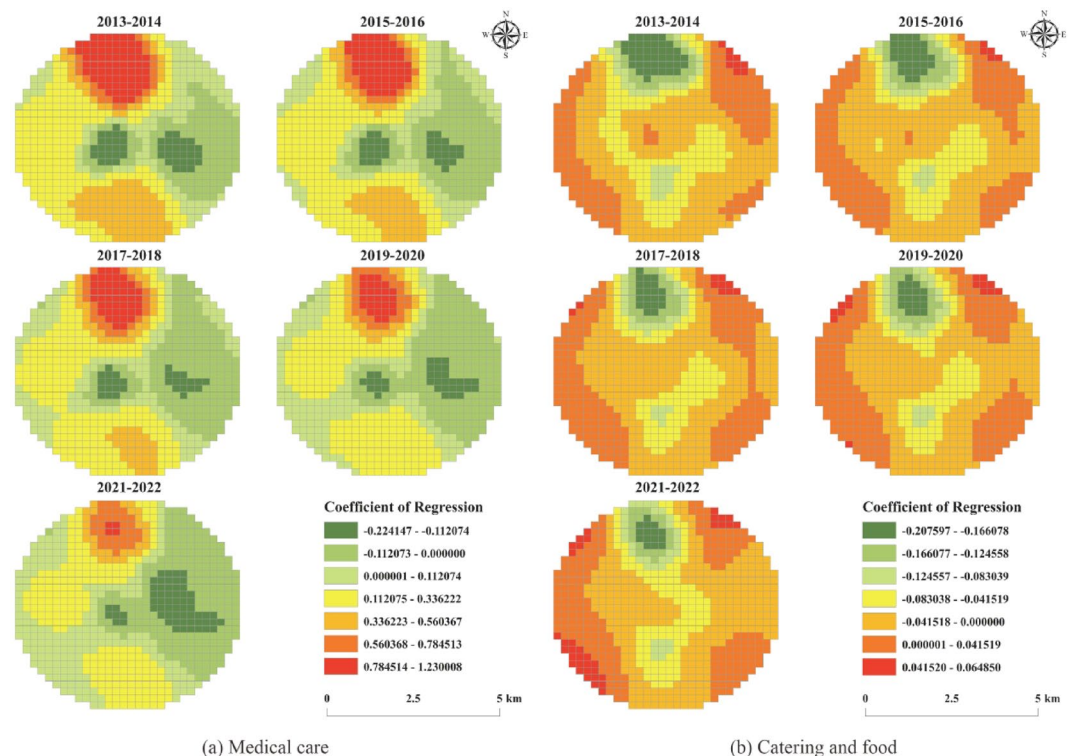 2013-2014
2015-2016
N
W E
S
2017-2018
2019-2020
2021-2022
Coefficient of Regression
-0.224147 - -0.112074
-0.112073 - 0.000000
0.000001 - 0.112074
0.112075 - 0.336222
0.336223 - 0.560367
0.560368 - 0.784513
0.784514 - 1.230008
0 2.5 5 km
(a) Medical care
2013-2014
2015-2016
N
W E
S
2017-2018
2019-2020
2021-2022
Coefficient of Regression
-0.207597 - -0.166078
-0.166077 - -0.124558
-0.124557 - -0.083039
-0.083038 - -0.041519
-0.041518 - 0.000000
0.000001 - 0.041519
0.041520 - 0.064850
0 2.5 5 km
(b) Catering and food